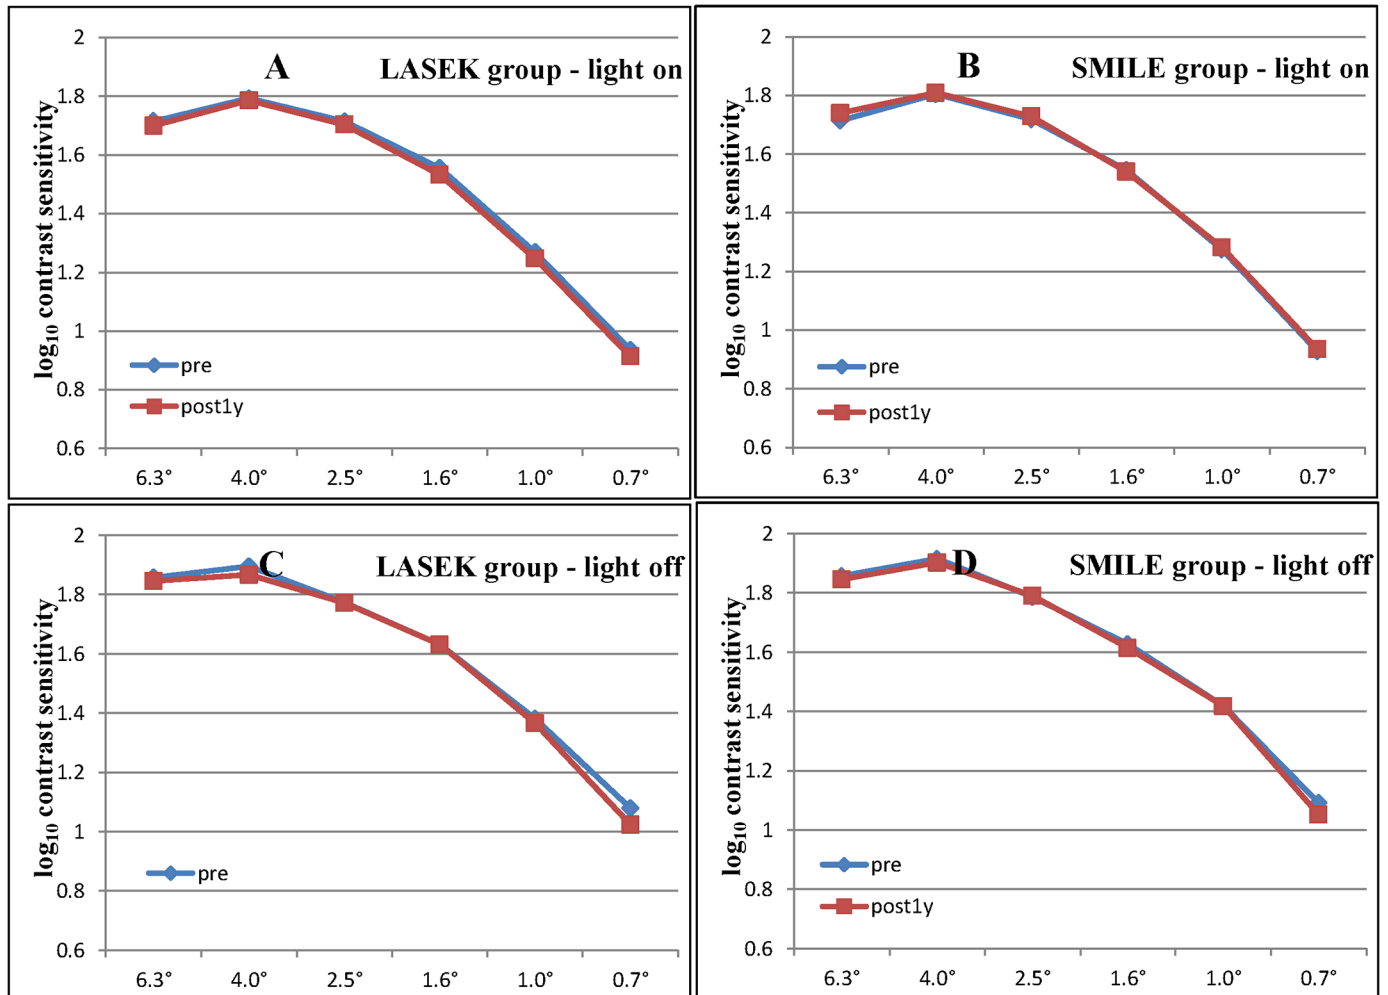 A
LASEK group - light on
log10 contrast sensitivity
2
1.8
1.6
1.4
1.2
1
0.8
0.6
pre
post1y
6.3° 4.0° 2.5° 1.6° 1.0° 0.7°
B
SMILE group - light on
log10 contrast sensitivity
2
1.8
1.6
1.4
1.2
1
0.8
0.6
pre
post1y
6.3° 4.0° 2.5° 1.6° 1.0° 0.7°
C
LASEK group - light off
log10 contrast sensitivity
2
1.8
1.6
1.4
1.2
1
0.8
0.6
pre
6.3° 4.0° 2.5° 1.6° 1.0° 0.7°
D
SMILE group - light off
log10 contrast sensitivity
2
1.8
1.6
1.4
1.2
1
0.8
0.6
pre
post1y
6.3° 4.0° 2.5° 1.6° 1.0° 0.7°